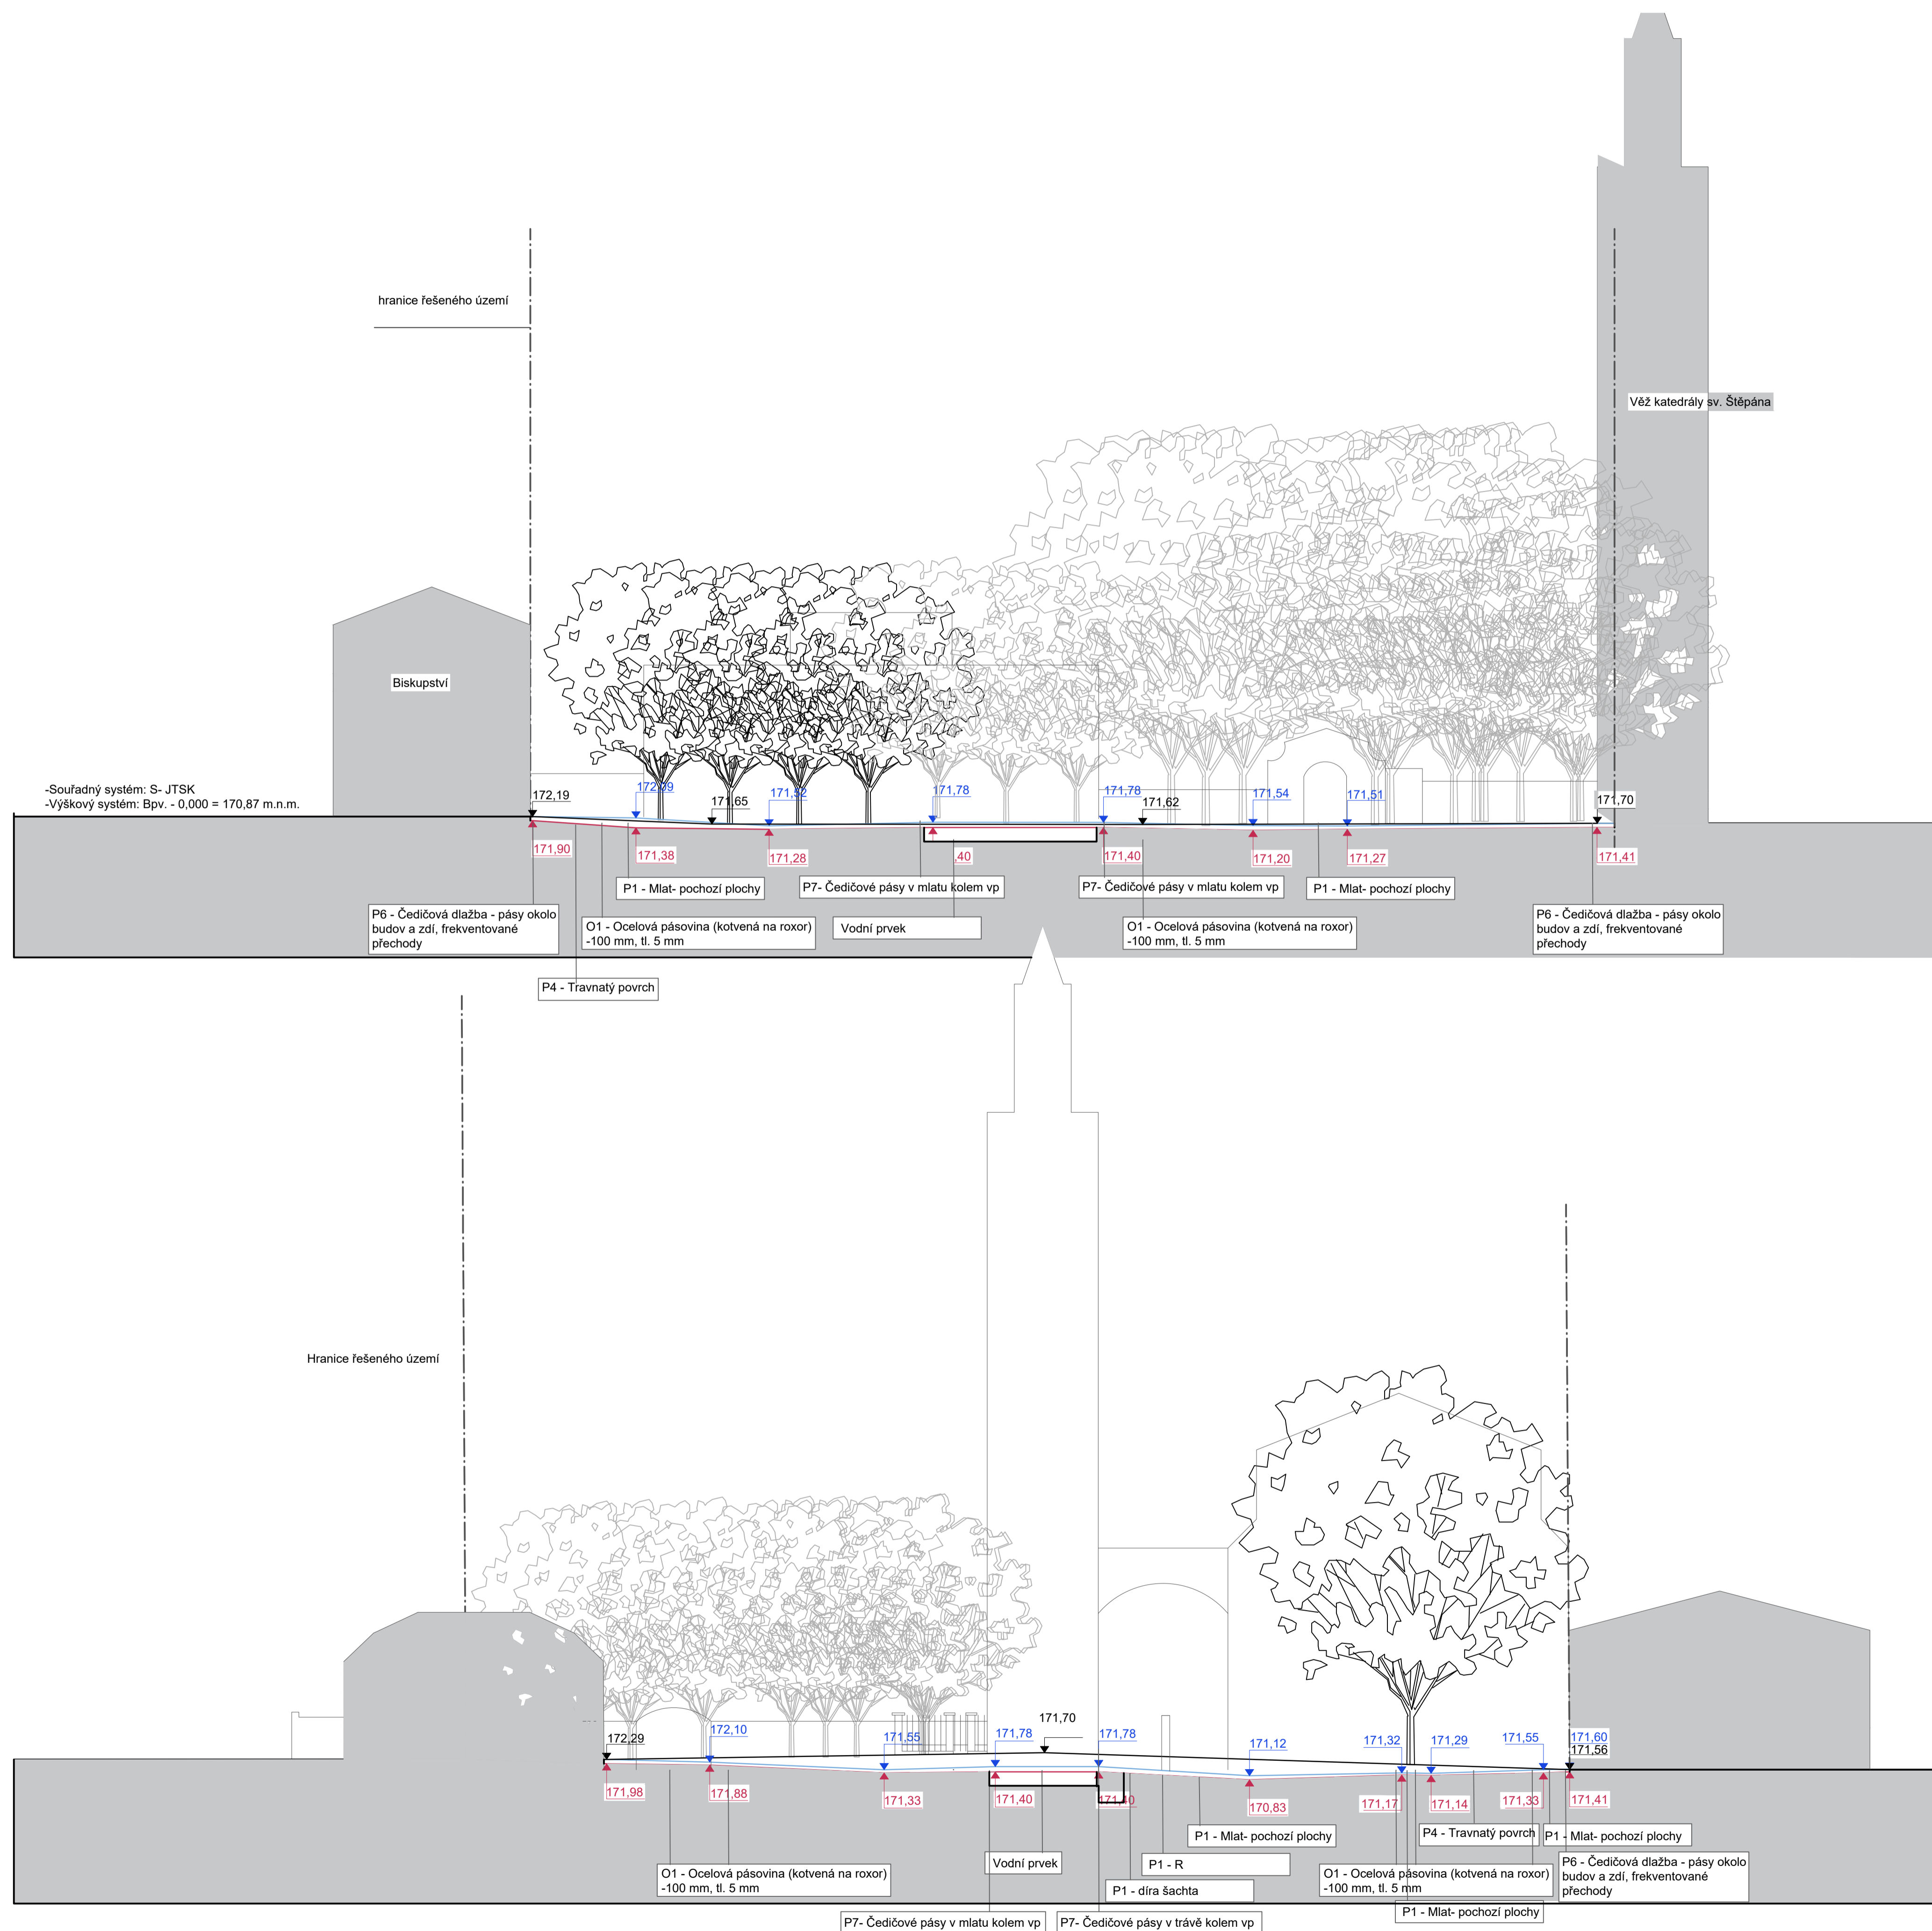 hranice řešeného území
Věž katedrály sv. Štěpána
Biskupství
-Souřadný systém: S- JTSK
-Výškový systém: Bpv. - 0,000 = 170,87 m.n.m.
172,19
171,65
171,52
171,78
171,78
171,62
171,54
171,51
171,70
171,90
171,38
171,28
,40
171,40
171,20
171,27
171,41
P1 - Mlat- pochozí plochy
P7- Čedičové pásy v mlatu kolem vp
P7- Čedičové pásy v mlatu kolem vp
P1 - Mlat- pochozí plochy
P6 - Čedičová dlažba - pásy okolo
budov a zdí, frekventované
přechody
O1 - Ocelová pásovina (kotvená na roxor)
-100 mm, tl. 5 mm
Vodní prvek
O1 - Ocelová pásovina (kotvená na roxor)
-100 mm, tl. 5 mm
P6 - Čedičová dlažba - pásy okolo
budov a zdí, frekventované
přechody
P4 - Travnatý povrch
Hranice řešeného území
172,29
172,10
171,55
171,78
171,70
171,78
171,12
171,32
171,29
171,55
171,60
171,56
171,98
171,88
171,33
171,40
171,40
170,83
171,17
171,14
171,33
171,41
P1 - Mlat- pochozí plochy
P4 - Travnatý povrch
P1 - Mlat- pochozí plochy
O1 - Ocelová pásovina (kotvená na roxor)
-100 mm, tl. 5 mm
Vodní prvek
P1 - R
P1 - díra šachta
O1 - Ocelová pásovina (kotvená na roxor)
-100 mm, tl. 5 mm
P6 - Čedičová dlažba - pásy okolo
budov a zdí, frekventované
přechody
P1 - Mlat- pochozí plochy
P7- Čedičové pásy v mlatu kolem vp
P7- Čedičové pásy v trávě kolem vp